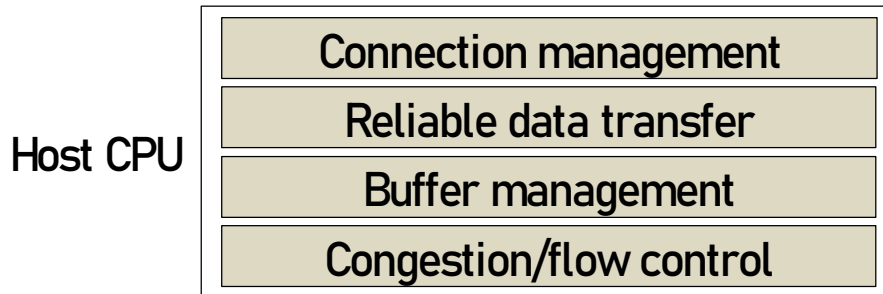 Connection management
Reliable data transfer
Host CPU
Buffer management
Congestion/flow control